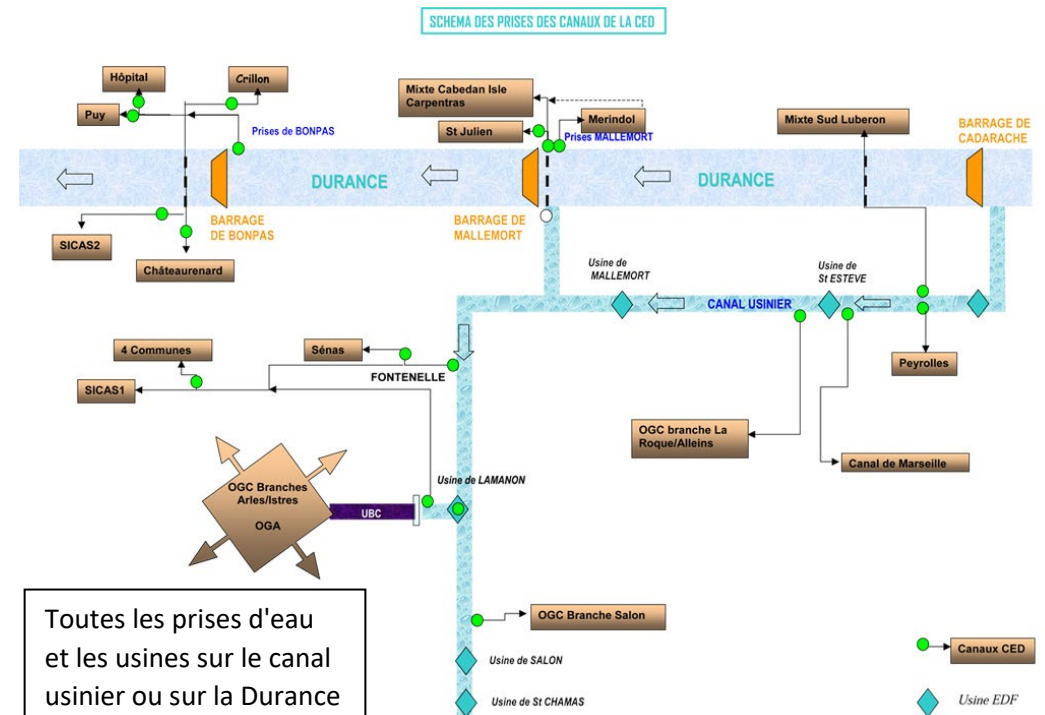 SCHEMA DES PRISES DES CANAUX DE LA CED
Hôpital
Crillon
Puy
Prises de BONPAS
Mixte Cabedan Isle
Carpentras
St Julien
Merindol
Prises MALLEMORT
Mixte Sud Luberon
BARRAGE DE
CADARACHE
DURANCE
DURANCE
BARRAGE
DE BONPAS
BARRAGE DE
MALLEMORT
SICAS2
Châteaurenard
Usine de
MALLEMORT
Usine de
St ESTEVE
CANAL USINIER
4 Communes
Sénas
FONTENELLE
SICAS1
Peyrolles
OGC branche La
Roque/Alleins
Canal de Marseille
Usine de LAMANON
OGC Branches
Arles/Istres
OGA
UBC
Toutes les prises d'eau
et les usines sur le canal
usinier ou sur la Durance
OGC Branche Salon
Usine de SALON
Usine de St CHAMAS
Canaux CED
Usine EDF